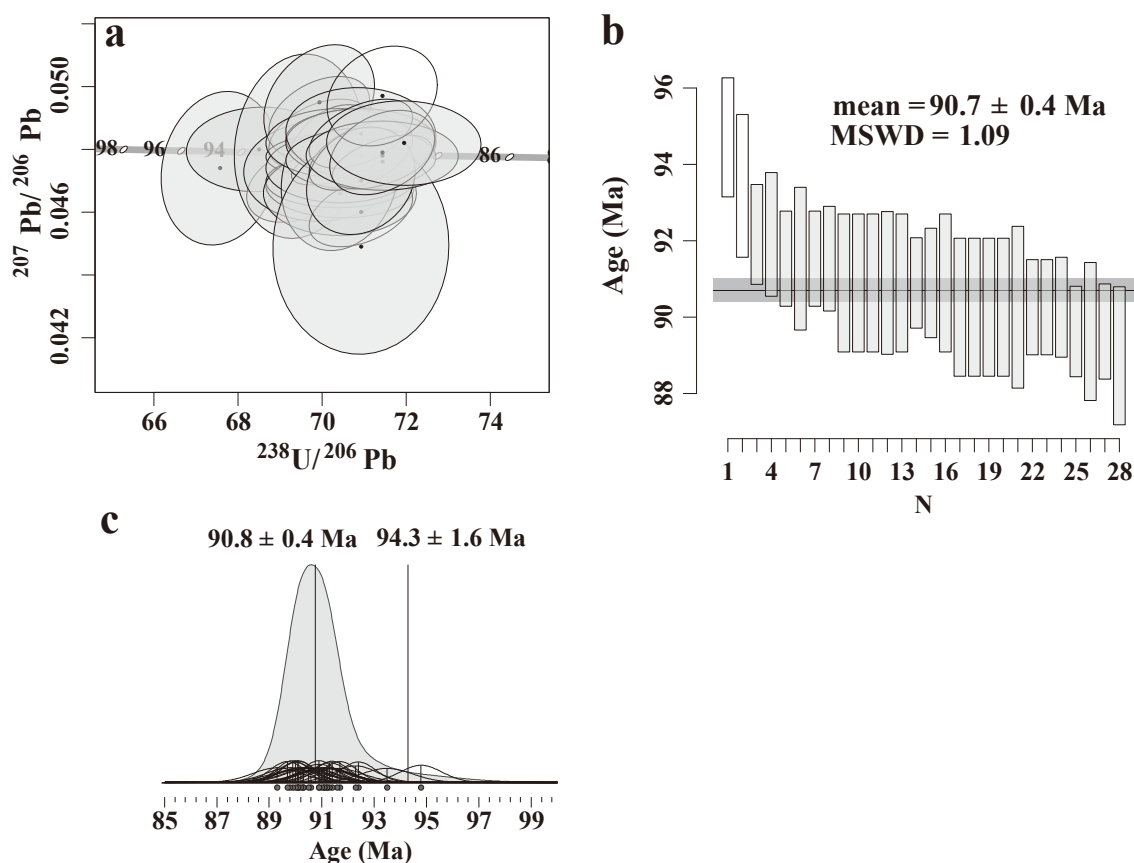 a
²⁰⁷ Pb/²⁰⁶ Pb
0.050
0.046
0.042
98 96 94 86
66 68 70 72 74
²³⁸U/²⁰⁶ Pb
b
mean = 90.7 ± 0.4 Ma
MSWD = 1.09
Age (Ma)
96
94
92
90
88
1 4 7 10 13 16 19 22 25 28
N
c
90.8 ± 0.4 Ma 94.3 ± 1.6 Ma
85 87 89 91 93 95 97 99
Age (Ma)